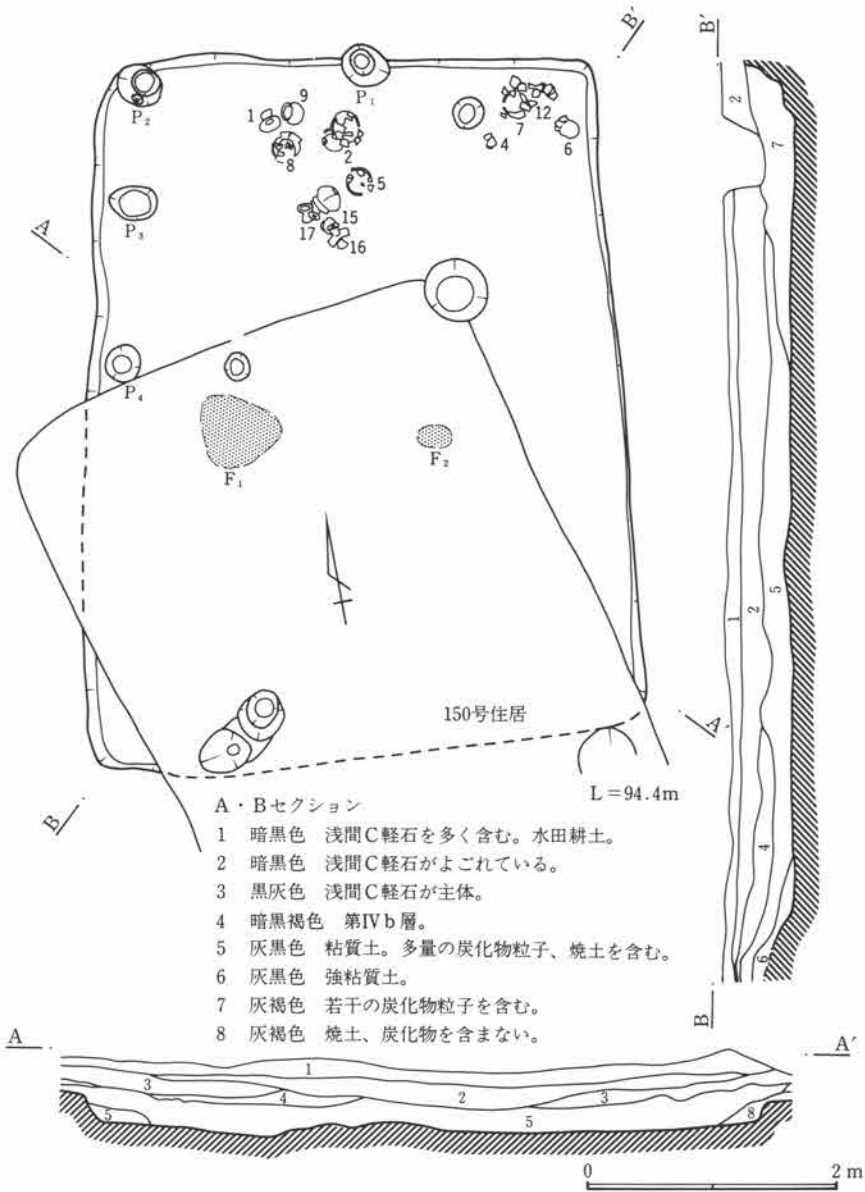 B′
B′
P₁
P₂
9
1
8
2
7
12
4
6
5
2
7
15
17
16
A
P₃
P₄
F₁
F₂
1
2
5
150号住居
A′
L＝94.4m
B
A・Bセクション
1　暗黒色　浅間C軽石を多く含む。水田耕土。
2　暗黒色　浅間C軽石がよごれている。
3　黒灰色　浅間C軽石が主体。
4　暗黒褐色　第Ⅳb層。
5　灰黒色　粘質土。多量の炭化物粒子、焼土を含む。
6　灰黒色　強粘質土。
7　灰褐色　若干の炭化物粒子を含む。
8　灰褐色　焼土、炭化物を含まない。
4
6
B
A
A′
1
3
4
2
3
5
5
8
0
2 m